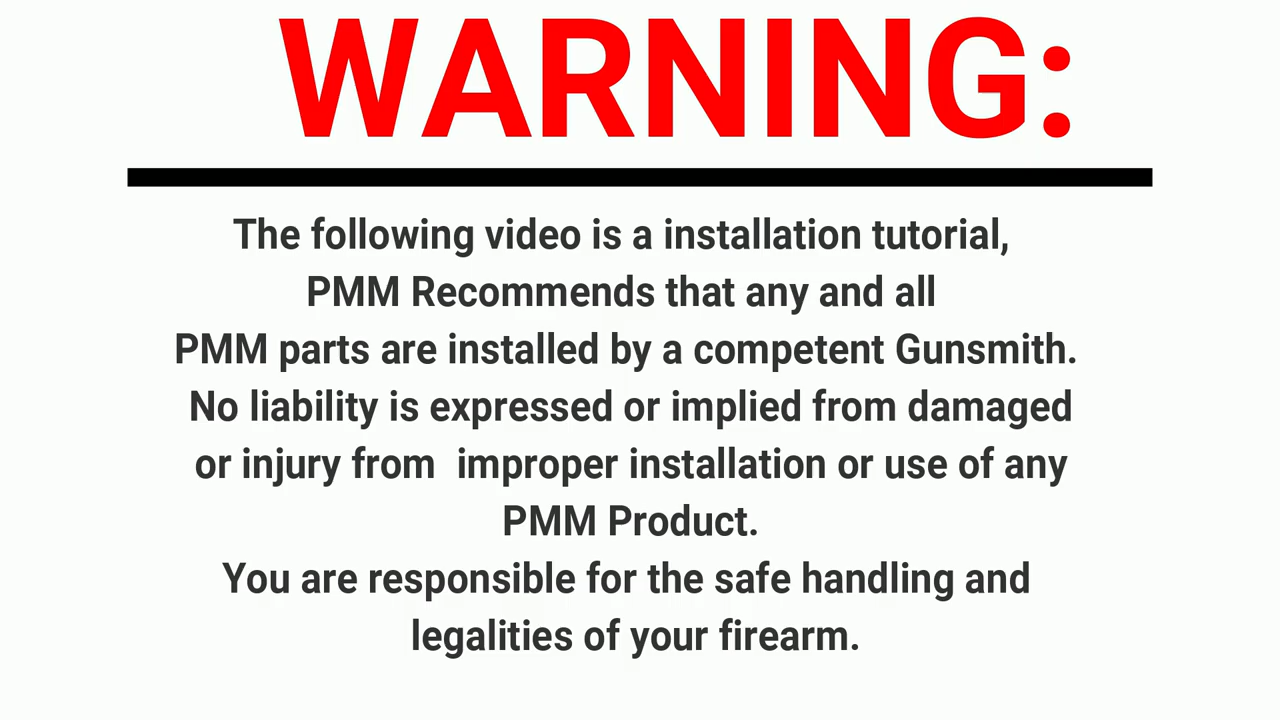 WARNING:
The following video is a installation tutorial,
PMM Recommends that any and all
PMM parts are installed by a competent Gunsmith.
No liability is expressed or implied from damaged
or injury from  improper installation or use of any
PMM Product.
You are responsible for the safe handling and
legalities of your firearm.